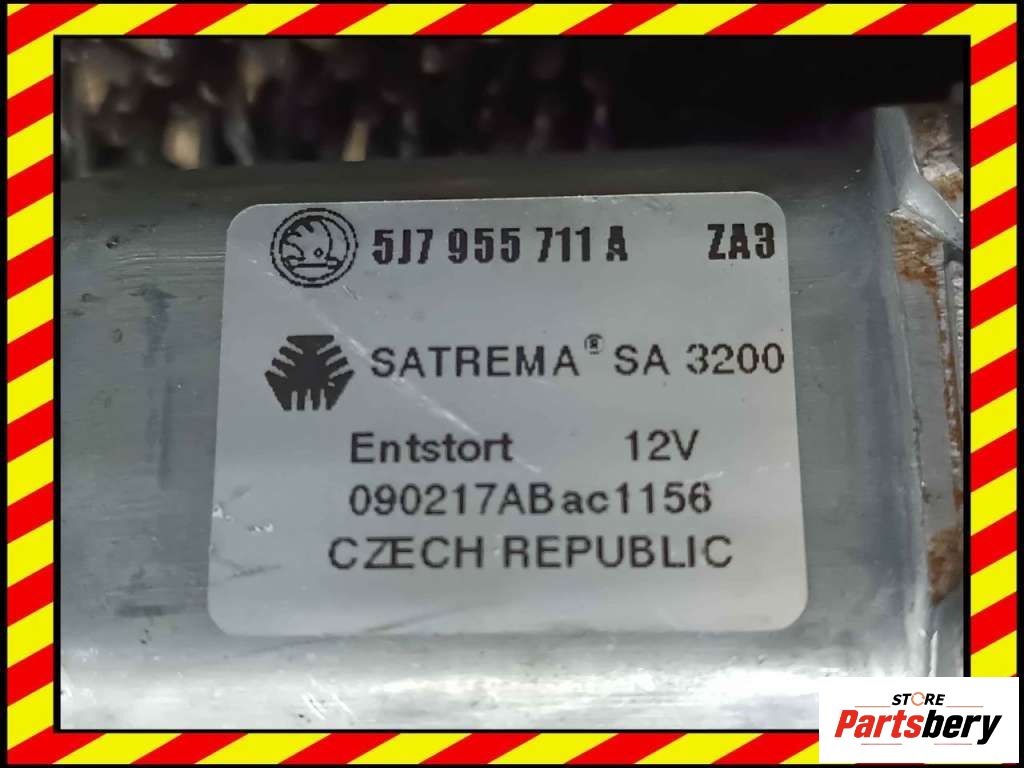 5J7 955 711 A ZA3
SATREMA® SA 3200
Entstort 12V
090217ABac1156
CZECH REPUBLIC
STORE
Partsbery